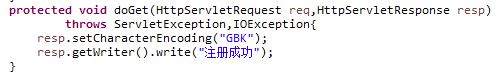 protected void doGet(HttpServletRequest req,HttpServletResponse resp)
throws ServletException,IOException{
resp.setCharacterEncoding("GBK");
resp.getWriter().write("注册成功");
}